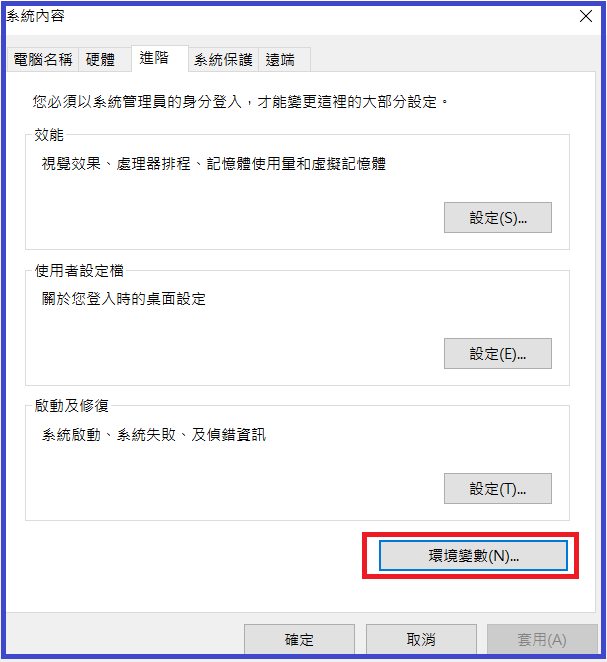 系統內容
電腦名稱 硬體 進階 系統保護 遠端
您必須以系統管理員的身分登入，才能變更這裡的大部分設定。
效能
視覺效果、處理器排程、記憶體使用量和虛擬記憶體
設定(S)...
使用者設定檔
關於您登入時的桌面設定
設定(E)...
啟動及修復
系統啟動、系統失敗、及偵錯資訊
設定(T)...
環境變數(N)...
確定 取消 套用(A)